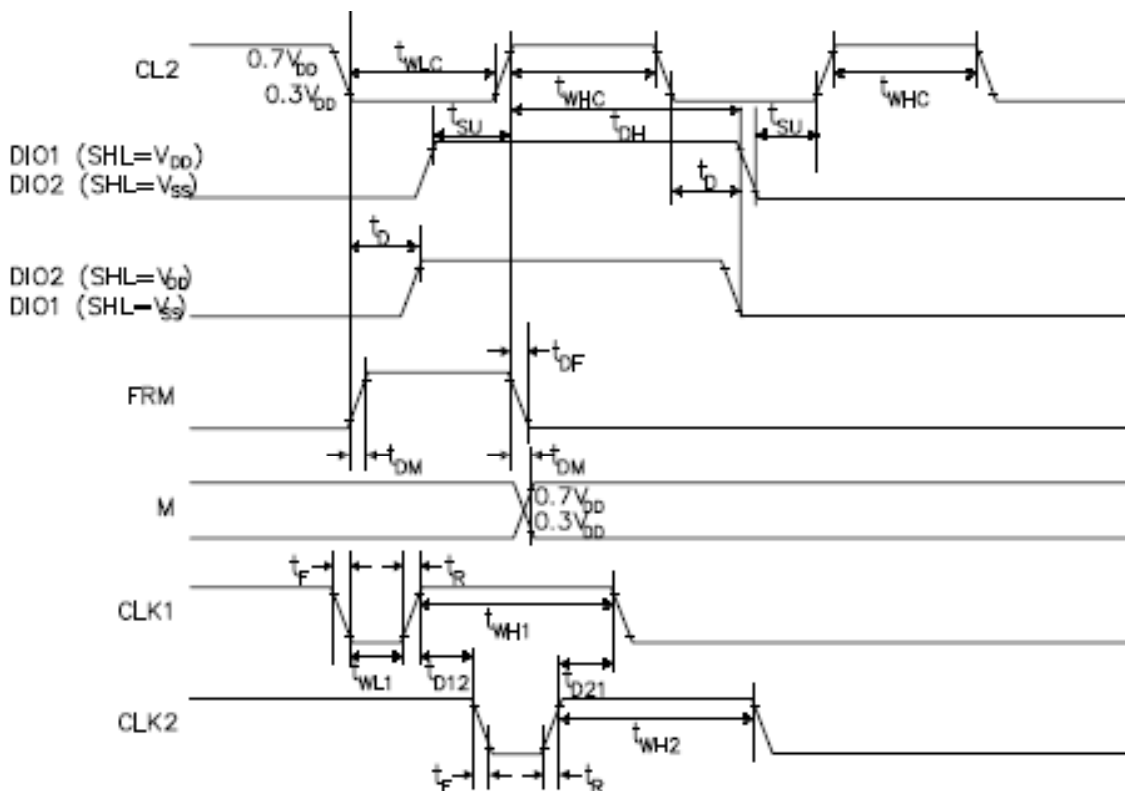 CL2
0.7VDD
0.3VDD
tWLC
tWHC
tWHC
tSU
tDH
tSU
DIO1 (SHL=VDD)
DIO2 (SHL=VSS)
tD
tD
DIO2 (SHL=VDD)
DIO1 (SHL=VSS)
tDF
FRM
tDM
tDM
M
0.7VDD
0.3VDD
tF
tR
CLK1
tWH1
tWL1
tD12
tD21
CLK2
tWH2
tF
tR